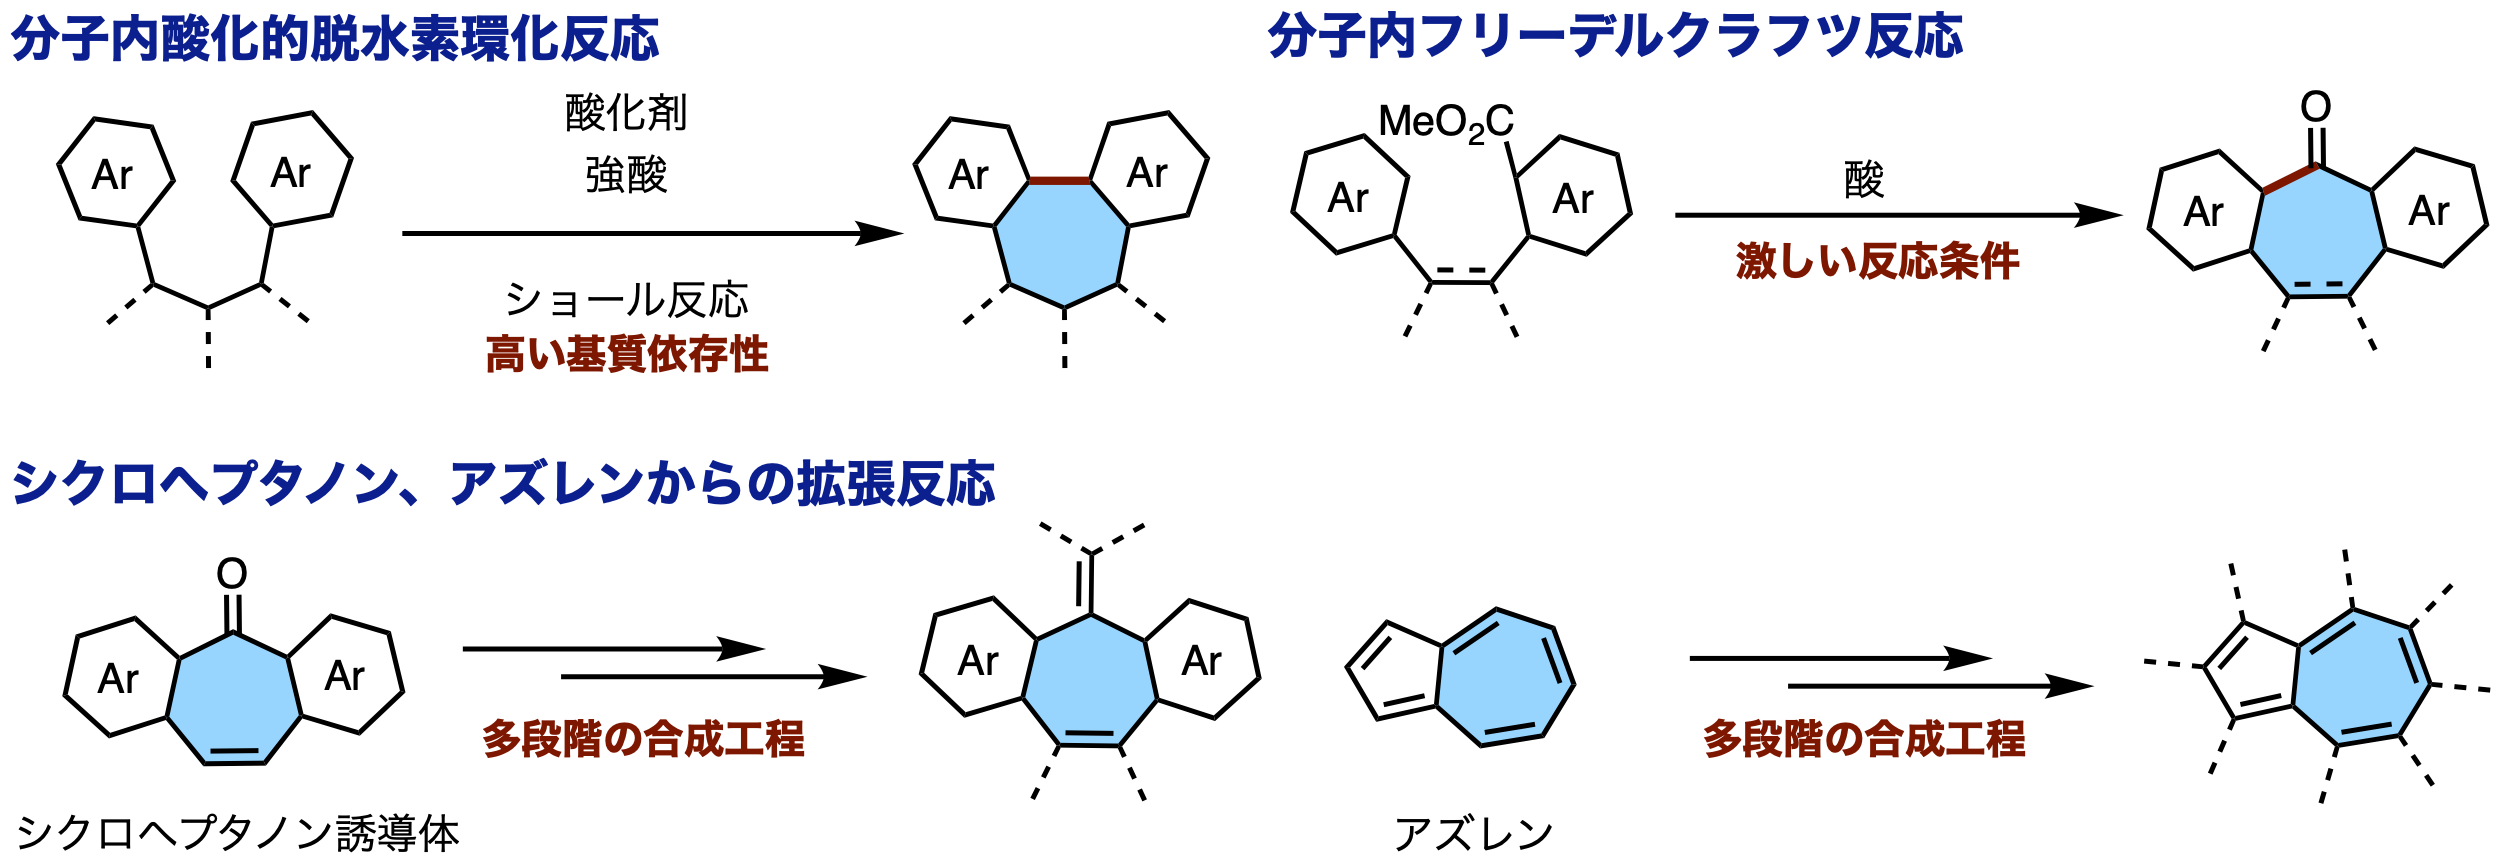 分子内酸化的脱水素環化反応
酸化剤
強酸
Ar
Ar
Ar
Ar
ショール反応
高い基質依存性
分子内フリーデルクラフツ反応
MeO2C
O
酸
Ar
Ar
Ar
Ar
激しい反応条件
シクロペプタノン、アズレンからの拡張反応
O
Ar
Ar
Ar
Ar
多段階の合成工程
多段階の合成工程
シクロヘプタノン誘導体
アズレン